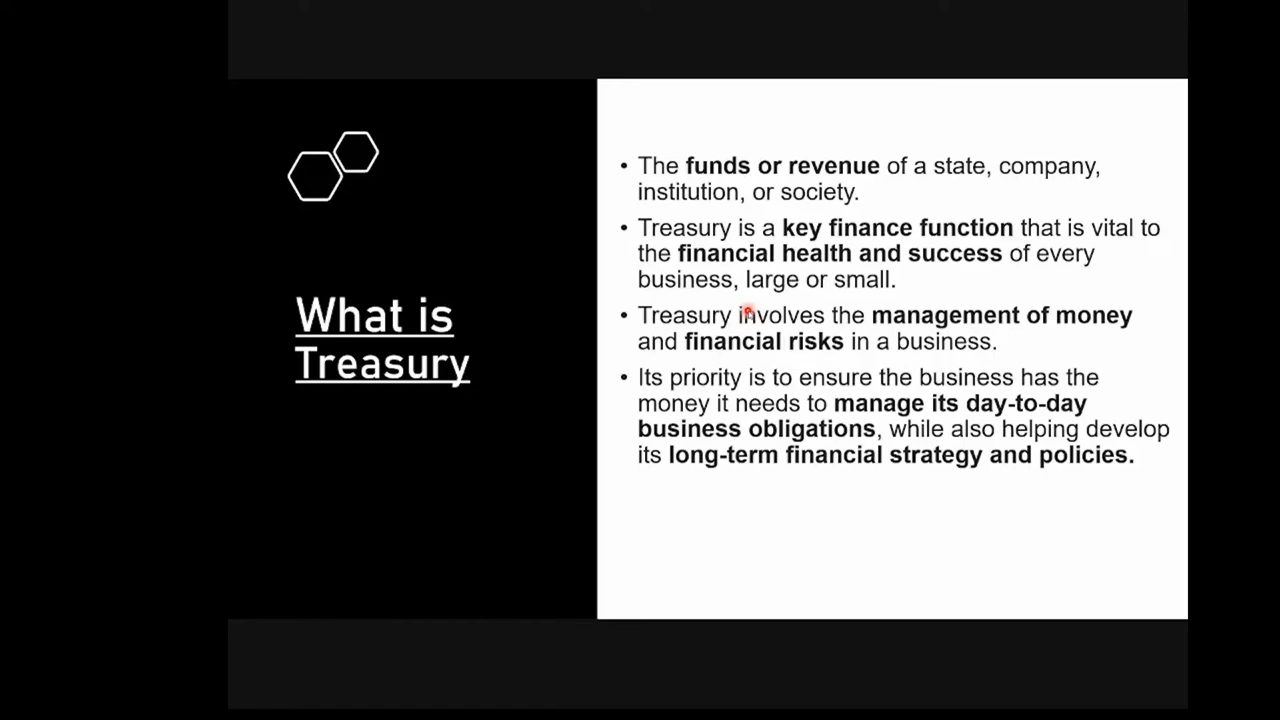 What is
Treasury
• The funds or revenue of a state, company,
institution, or society.
• Treasury is a key finance function that is vital to
the financial health and success of every
business, large or small.
• Treasury involves the management of money
and financial risks in a business.
• Its priority is to ensure the business has the
money it needs to manage its day-to-day
business obligations, while also helping develop
its long-term financial strategy and policies.